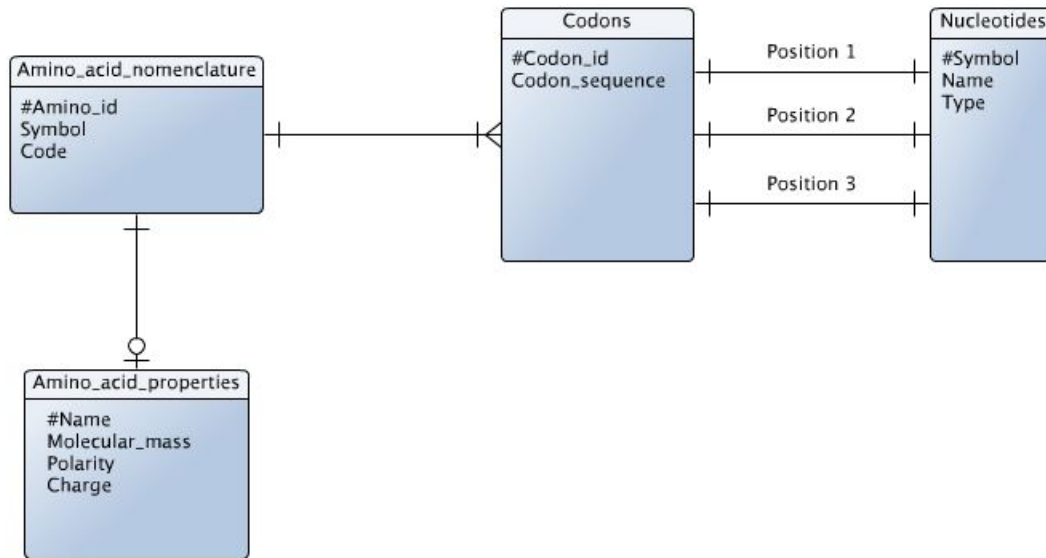 Amino_acid_nomenclature
#Amino_id
Symbol
Code
Codons
#Codon_id
Codon_sequence
Position 1
Position 2
Position 3
Nucleotides
#Symbol
Name
Type
Amino_acid_properties
#Name
Molecular_mass
Polarity
Charge